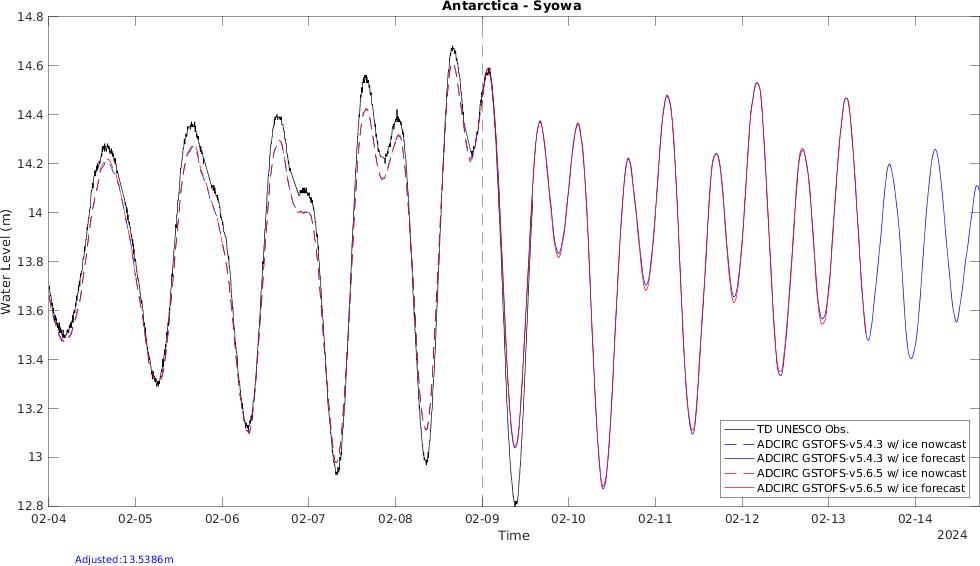 Antarctica - Syowa
Water Level (m)
14.8
14.6
14.4
14.2
14
13.8
13.6
13.4
13.2
13
12.8
TD UNESCO Obs.
ADCIRC GSTOFS-v5.4.3 w/ ice nowcast
ADCIRC GSTOFS-v5.4.3 w/ ice forecast
ADCIRC GSTOFS-v5.6.5 w/ ice nowcast
ADCIRC GSTOFS-v5.6.5 w/ ice forecast
02-04 02-05 02-06 02-07 02-08 02-09 02-10 02-11 02-12 02-13 02-14
Time
2024
Adjusted:13.5386m